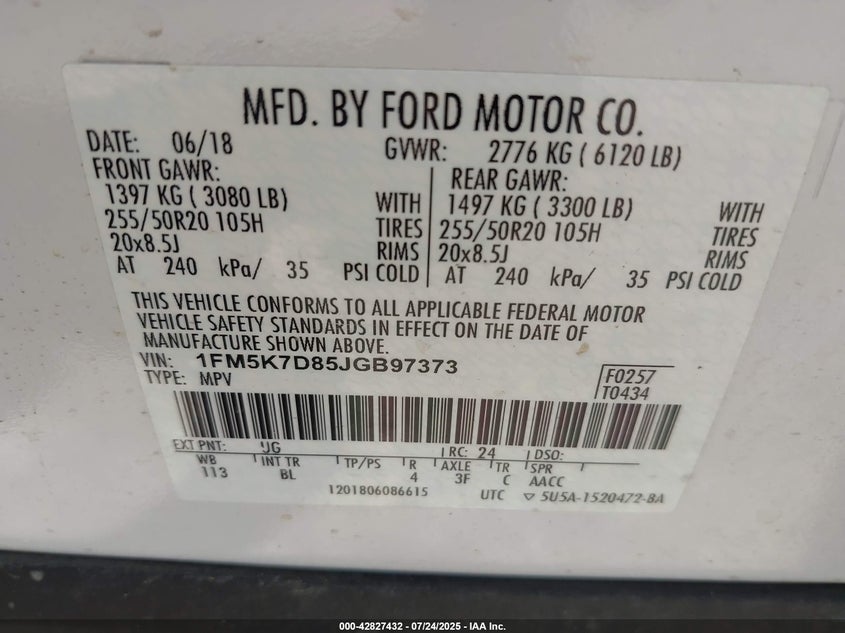 MFD. BY FORD MOTOR CO.
DATE: 06/18 GVWR: 2776 KG ( 6120 LB)
FRONT GAWR: REAR GAWR:
1397 KG ( 3080 LB) WITH 1497 KG ( 3300 LB) WITH
255/50R20 105H TIRES 255/50R20 105H TIRES
20x8.5J RIMS 20x8.5J RIMS
AT 240 kPa/ 35 PSI COLD AT 240 kPa/ 35 PSI COLD
THIS VEHICLE CONFORMS TO ALL APPLICABLE FEDERAL MOTOR
VEHICLE SAFETY STANDARDS IN EFFECT ON THE DATE OF
MANUFACTURE SHOWN ABOVE.
VIN: 1FM5K7D85JGB97373
TYPE: MPV
F0257
T0434
EXT PNT: UG RC: 24 DSO:
WB INT TR TP/PS R AXLE TR SPR
113 BL 4 3F C AACC
1201806086615 UTC ▽ 5U5A-1520472-BA
000-42827432 - 07/24/2025 - IAA Inc.